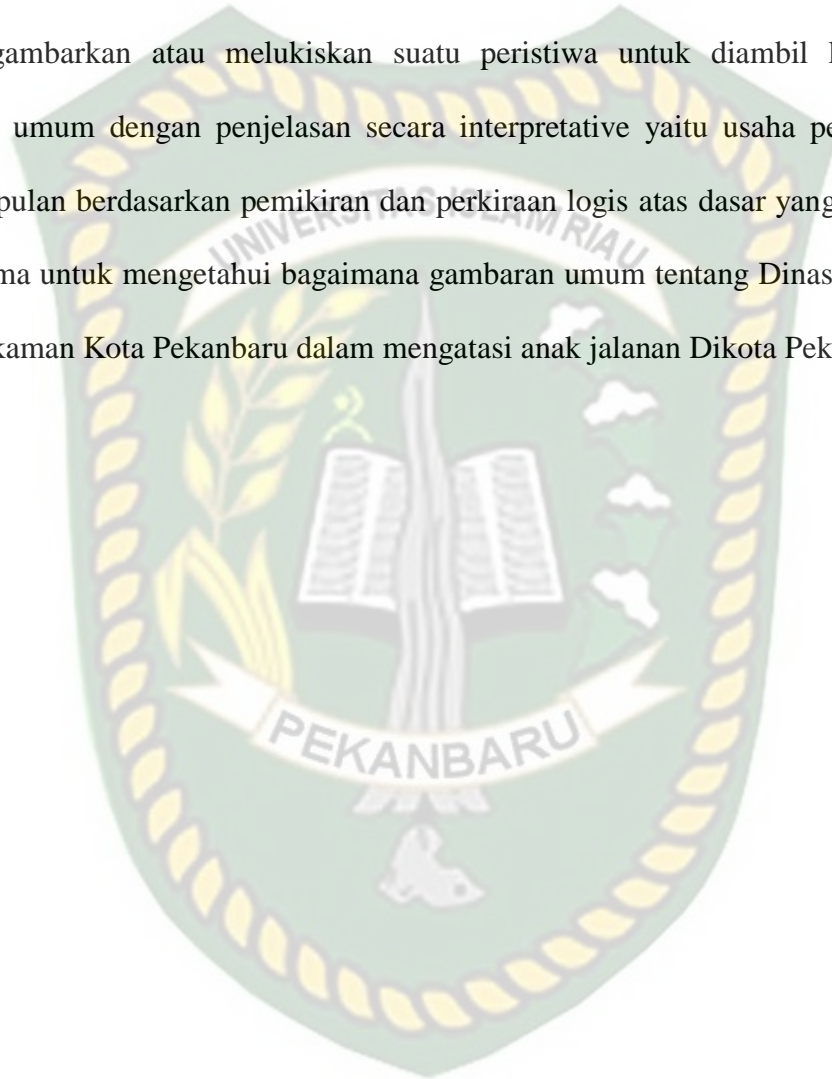 gambarkan atau melukiskan suatu peristiwa untuk diambil
umum dengan penjelasan secara interpretative yaitu usaha pe
pulan berdasarkan pemikiran dan perkiraan logis atas dasar yang
ma untuk mengetahui bagaimana gambaran umum tentang Dinas
kaman Kota Pekanbaru dalam mengatasi anak jalanan Dikota Pek
UNIVERSITAS ISLAM RIAU
PEKANBARU